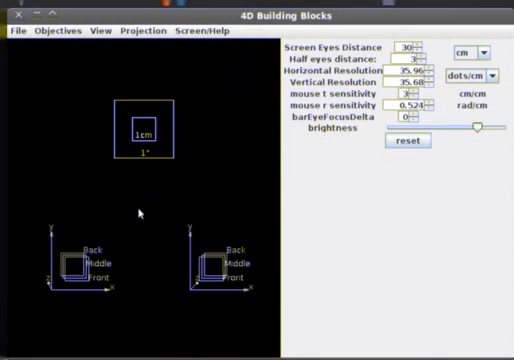 4D Building Blocks
File Objectives View Projection Screen/Help
Screen Eyes Distance 30 cm
Half eyes distance: 3
Horizontal Resolution 35.96 dots/cm
Vertical Resolution 35.68
mouse t sensitivity 3 cm/cm
mouse r sensitivity 0.524 rad/cm
barEyeFocusDelta 0
brightness
reset
1cm
1"
y y
Back Back
Middle Middle
Front Front
z z
x x